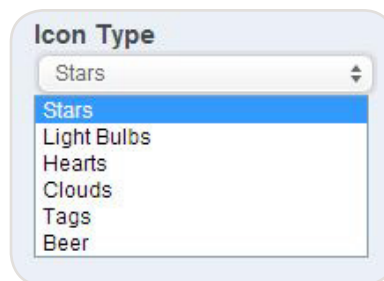 Icon Type
Stars
Stars
Light Bulbs
Hearts
Clouds
Tags
Beer